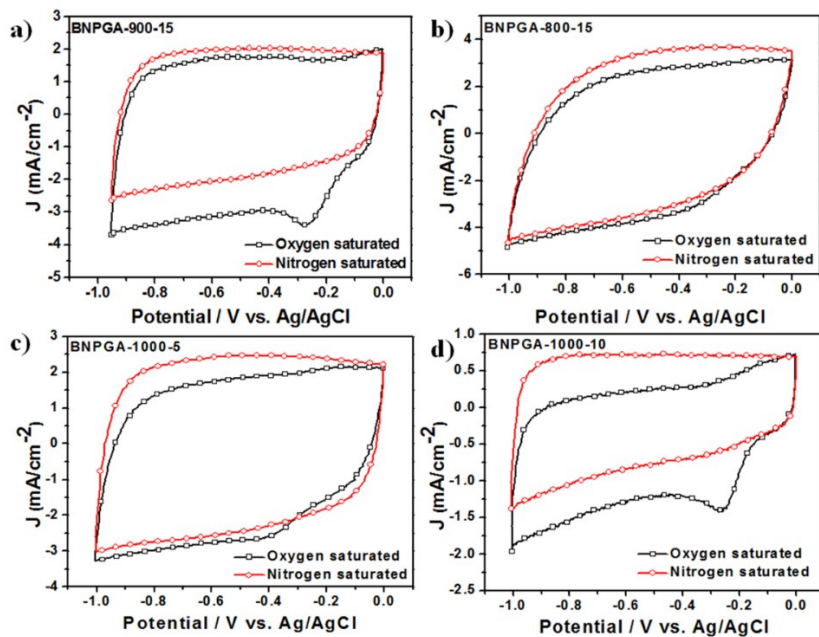 a)
BNPGA-900-15
J (mA/cm⁻²)
3
2
1
0
-1
-2
-3
-4
-5
Oxygen saturated
Nitrogen saturated
-1.0 -0.8 -0.6 -0.4 -0.2 0.0
Potential / V vs. Ag/AgCl
b)
BNPGA-800-15
J (mA/cm⁻²)
4
2
0
-2
-4
-6
Oxygen saturated
Nitrogen saturated
-1.0 -0.8 -0.6 -0.4 -0.2 0.0
Potential / V vs. Ag/AgCl
c)
BNPGA-1000-5
J (mA/cm⁻²)
3
2
1
0
-1
-2
-3
-4
Oxygen saturated
Nitrogen saturated
-1.0 -0.8 -0.6 -0.4 -0.2 0.0
Potential / V vs. Ag/AgCl
d)
BNPGA-1000-10
J (mA/cm⁻²)
1.0
0.5
0.0
-0.5
-1.0
-1.5
-2.0
-2.5
Oxygen saturated
Nitrogen saturated
-1.0 -0.8 -0.6 -0.4 -0.2 0.0
Potential / V vs. Ag/AgCl